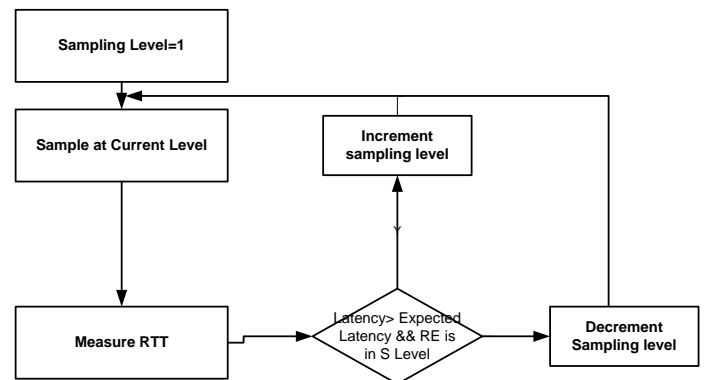 Sampling Level=1
Sample at Current Level
Increment
sampling level
Y
Measure RTT
Latency> Expected
Latency && RE is
in S Level
Decrement
Sampling level